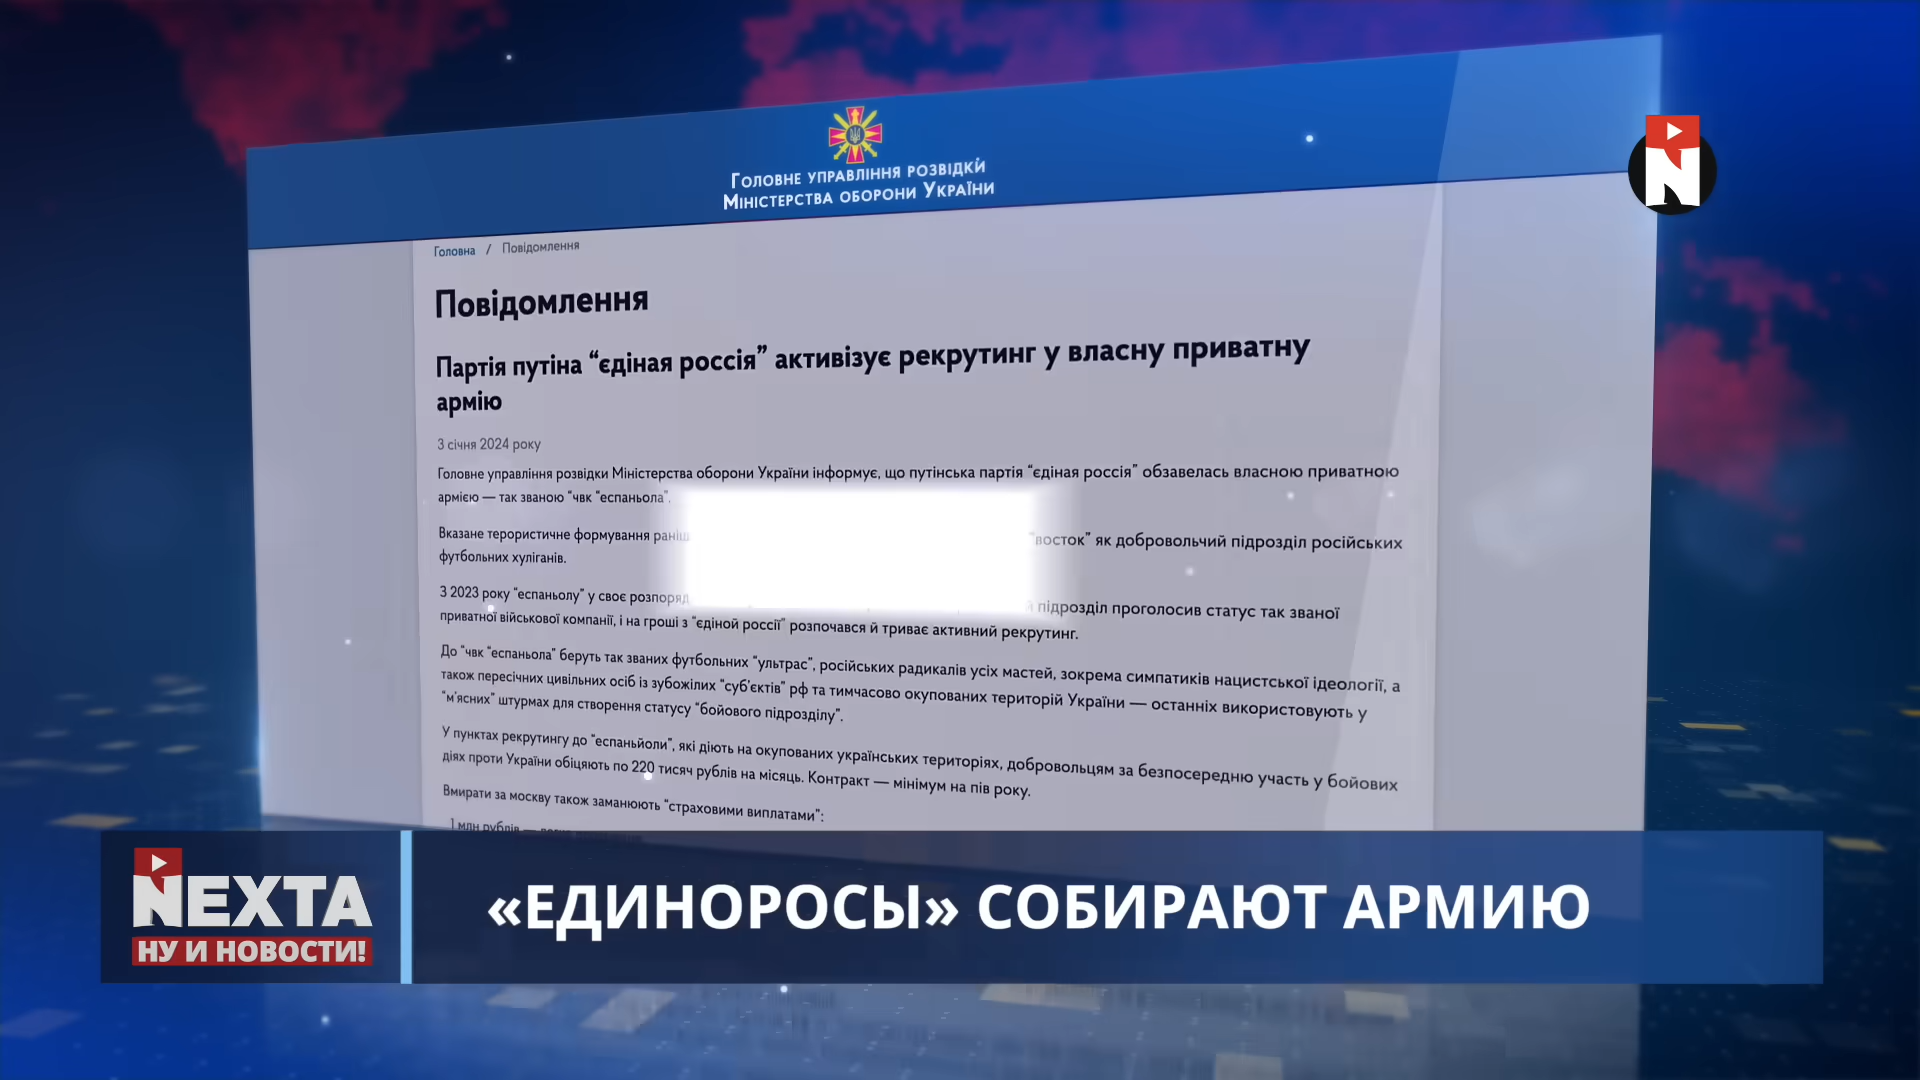 Головне управління розвідки
Міністерства оборони України
Головна / Повідомлення
Повідомлення
Партія путіна “єдіная россія” активізує рекрутинг у власну приватну
армію
3 січня 2024 року
Головне управління розвідки Міністерства оборони України інформує, що путінська партія “єдіная россія” обзавелась власною приватною
армією — так званою “чвк “еспаньола”.
Вказане терористичне формування “восток” як добровольчий підрозділ російських
футбольних хуліганів.
З 2023 року “еспаньолу” у своє підрозділ проголосив статус так званої
приватної військової компанії, і на гроші з “єдіной россії” розпочався й триває активний рекрутинг.
До “чвк “еспаньола” беруть так званих футбольних “ультрас”, російських радикалів усіх мастей, зокрема симпатиків нацистської ідеології, а
також пересічних цивільних осіб із зубожілих “суб’єктів” рф та тимчасово окупованих територій України — останніх використовують у
“м’ясних” штурмах для створення статусу “бойового підрозділу”.
У пунктах рекрутингу до “еспаньйоли”, які діють на окупованих українських територіях, добровольцям за безпосередню участь у бойових
діях проти України обіцяють по 220 тисяч рублів на місяць. Контракт — мінімум на пів року.
Вмирати за москву також заманюють “страховими виплатами”:
1 млн рублів —
NEXTA
НУ И НОВОСТИ!
«ЕДИНОРОСЫ» СОБИРАЮТ АРМИЮ